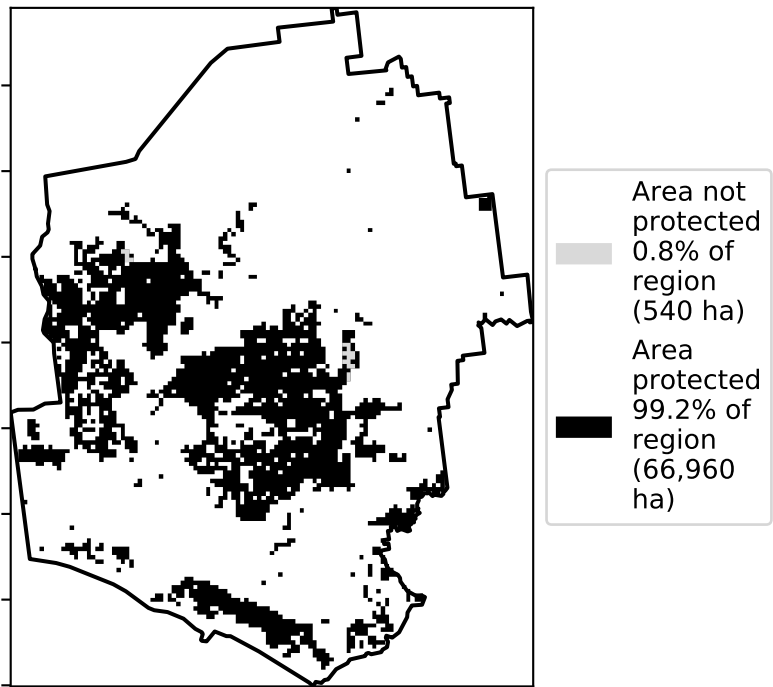 Area not
protected
0.8% of
region
(540 ha)
Area
protected
99.2% of
region
(66,960
ha)